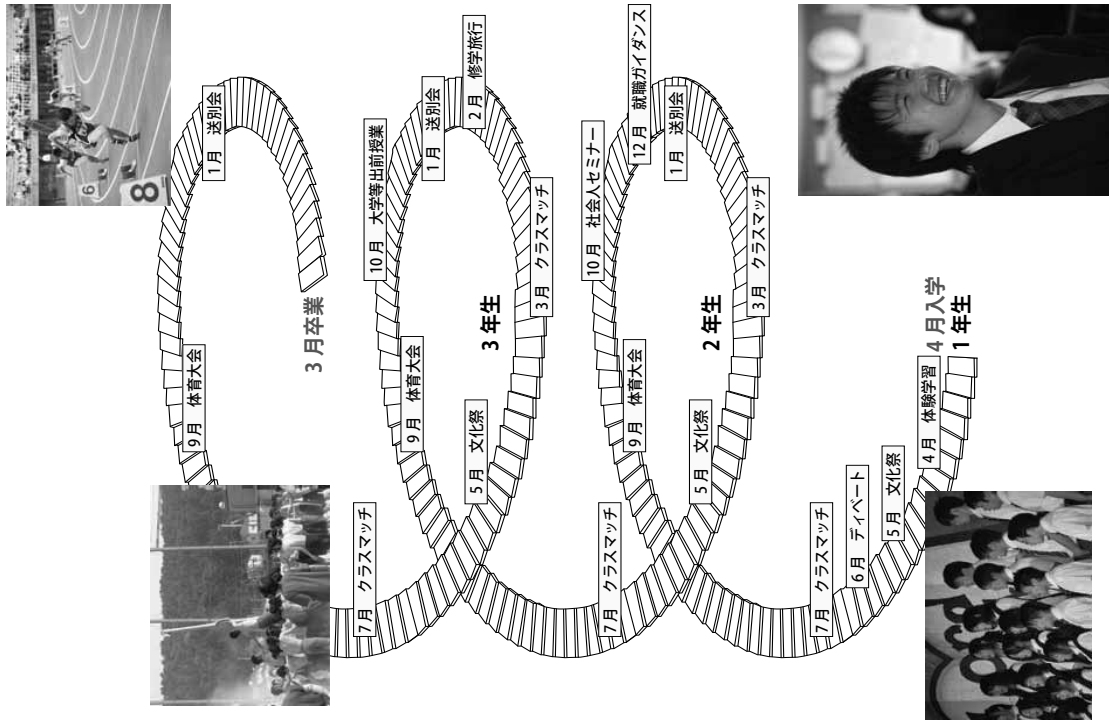 4月入学
1年生
4月　体験学習
5月　文化祭
6月　ディベート
7月　クラスマッチ
9月　体育大会
10月　社会人セミナー
12月　就職ガイダンス
1月　送別会
3月　クラスマッチ
2年生
5月　文化祭
7月　クラスマッチ
9月　体育大会
10月　大学等出前授業
1月　送別会
2月　修学旅行
3月　クラスマッチ
3年生
5月　文化祭
7月　クラスマッチ
9月　体育大会
1月　送別会
3月卒業
8